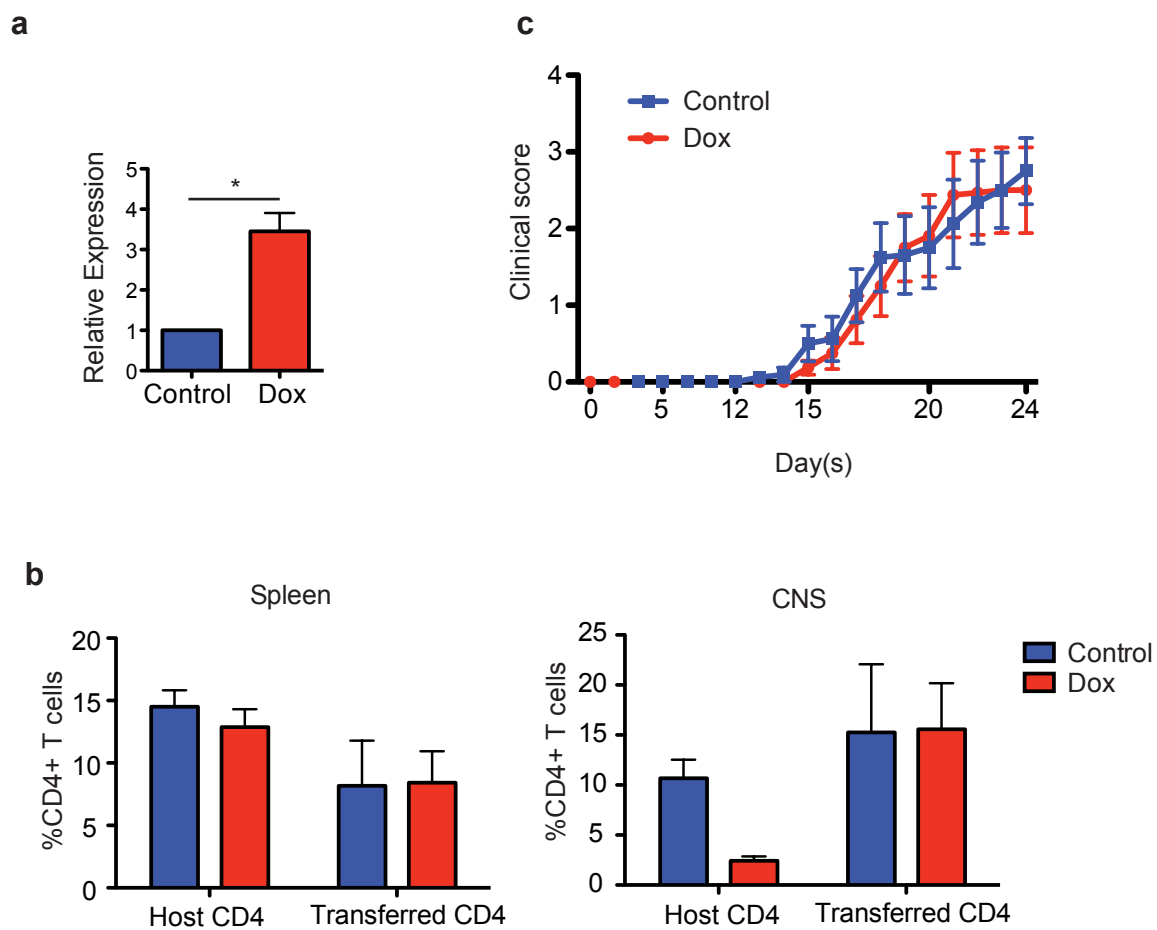 a
Relative Expression
5
4
3
2
1
0
*
Control
Dox
c
Clinical score
4
3
2
1
0
Control
Dox
0 5 12 15 20 24
Day(s)
b
Spleen
%CD4+ T cells
20
15
10
5
0
Host CD4
Transferred CD4
CNS
%CD4+ T cells
25
20
15
10
5
0
Host CD4
Transferred CD4
Control
Dox